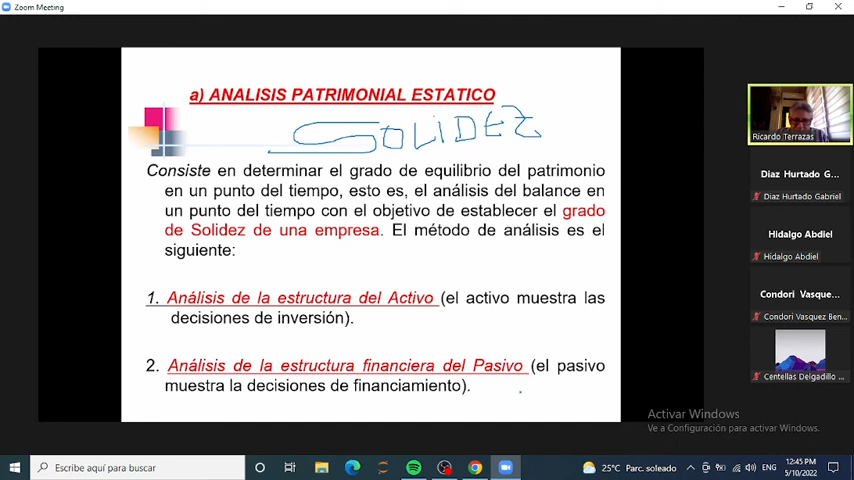 Zoom Meeting
a) ANALISIS PATRIMONIAL ESTATICO
SOLIDEZ
Consiste en determinar el grado de equilibrio del patrimonio
en un punto del tiempo, esto es, el análisis del balance en
un punto del tiempo con el objetivo de establecer el grado
de Solidez de una empresa. El método de análisis es el
siguiente:
1. Análisis de la estructura del Activo (el activo muestra las
decisiones de inversión).
2. Análisis de la estructura financiera del Pasivo (el pasivo
muestra la decisiones de financiamiento).
Ricardo Terrazas
Diaz Hurtado G...
Diaz Hurtado Gabriel
Hidalgo Abdiel
Hidalgo Abdiel
Condori Vasque...
Condori Vasquez Ben...
Centellas Delgadillo ...
Activar Windows
Ve a Configuración para activar Windows.
Escribe aquí para buscar
25°C Parc. soleado
ENG
12:45 PM
5/10/2022